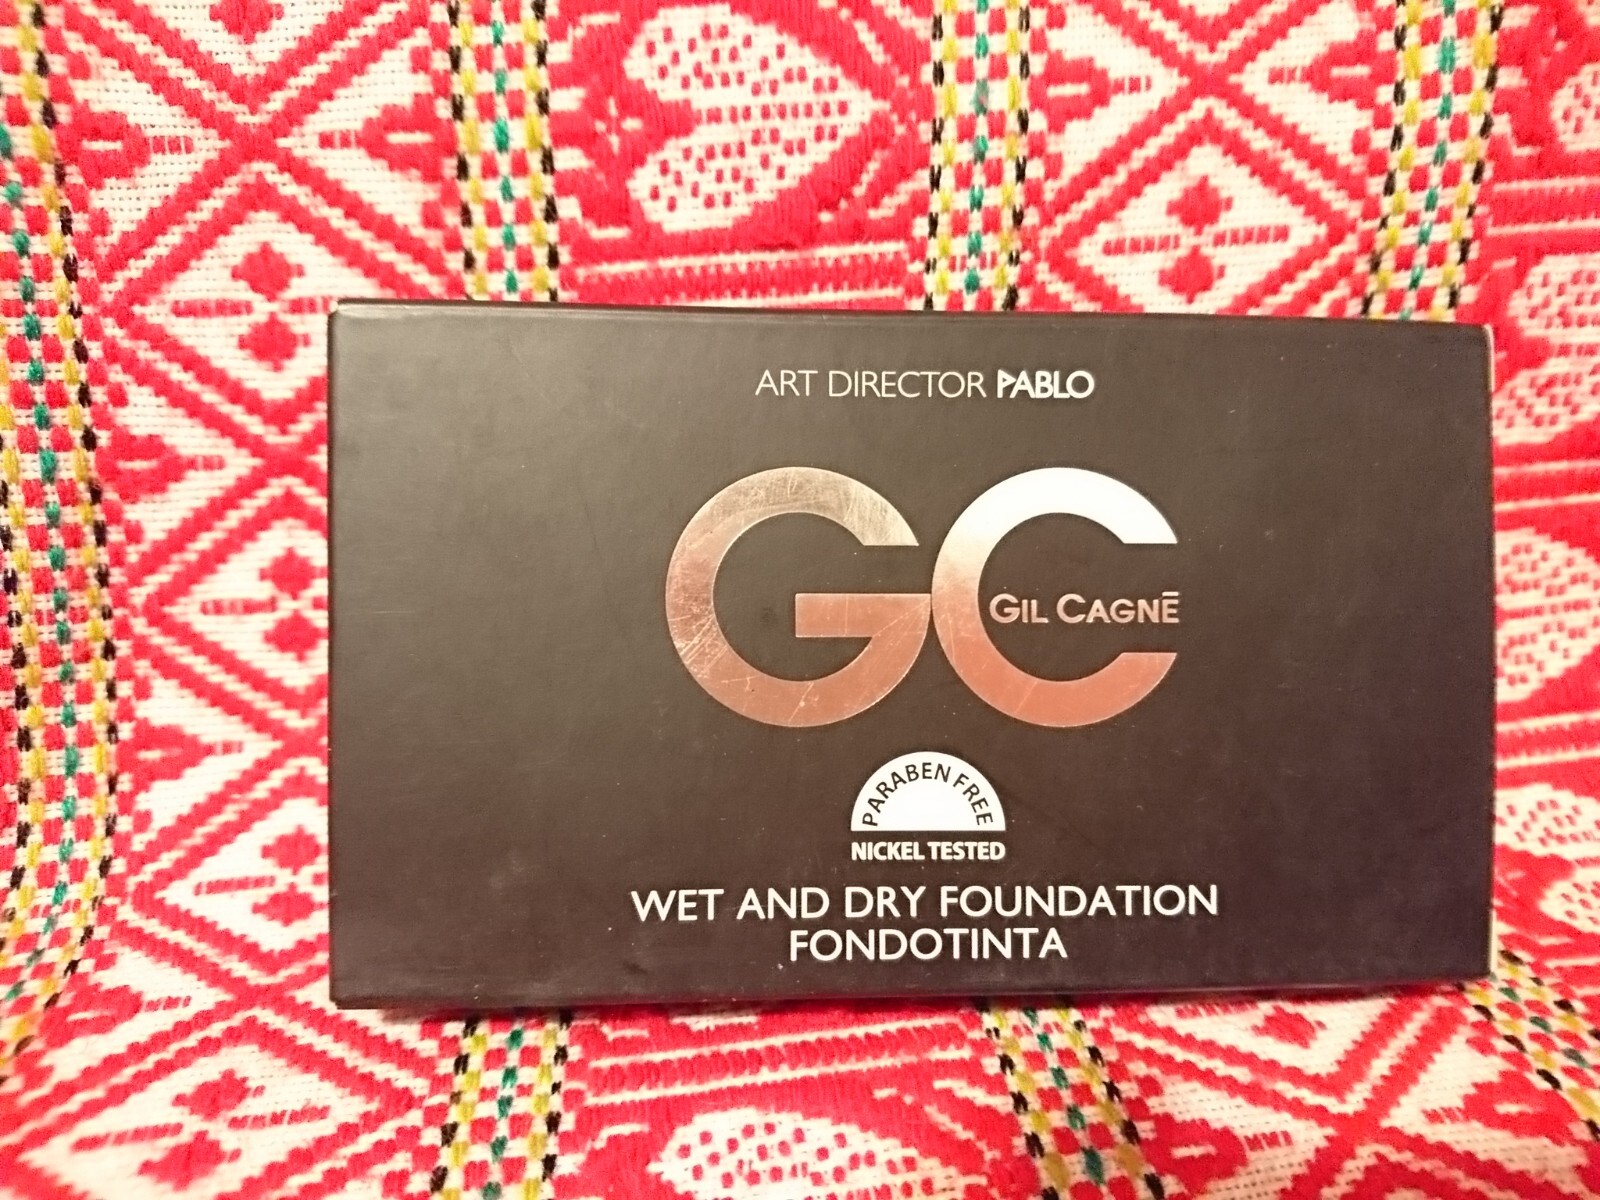 ART DIRECTOR PABLO
GC
GIL CAGNĒ
PARABEN FREE
NICKEL TESTED
WET AND DRY FOUNDATION
FONDOTINTA